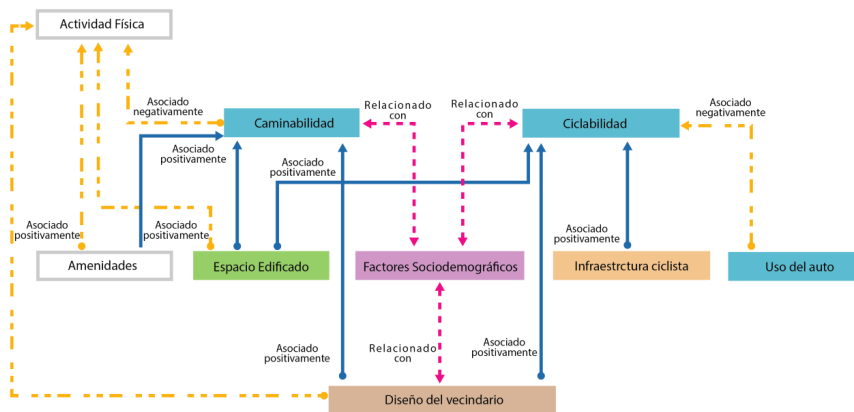 Actividad Física
Asociado
negativamente
Caminabilidad
Relacionado
con
Relacionado
con
Ciclabilidad
Asociado
negativamente
Asociado
positivamente
Asociado
positivamente
Asociado
positivamente
Asociado
positivamente
Asociado
positivamente
Amenidades
Espacio Edificado
Factores Sociodemográficos
Infraestrctura ciclista
Uso del auto
Asociado
positivamente
Relacionado
con
Asociado
positivamente
Diseño del vecindario